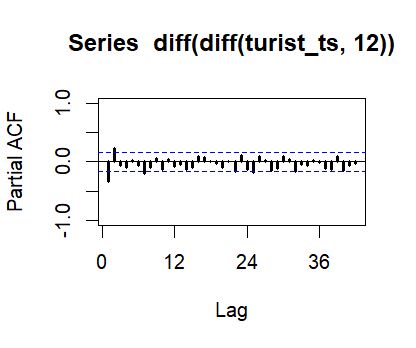 Series  diff(diff(turist_ts, 12))
Partial ACF
1.0
0.0
-1.0
0
12
24
36
Lag